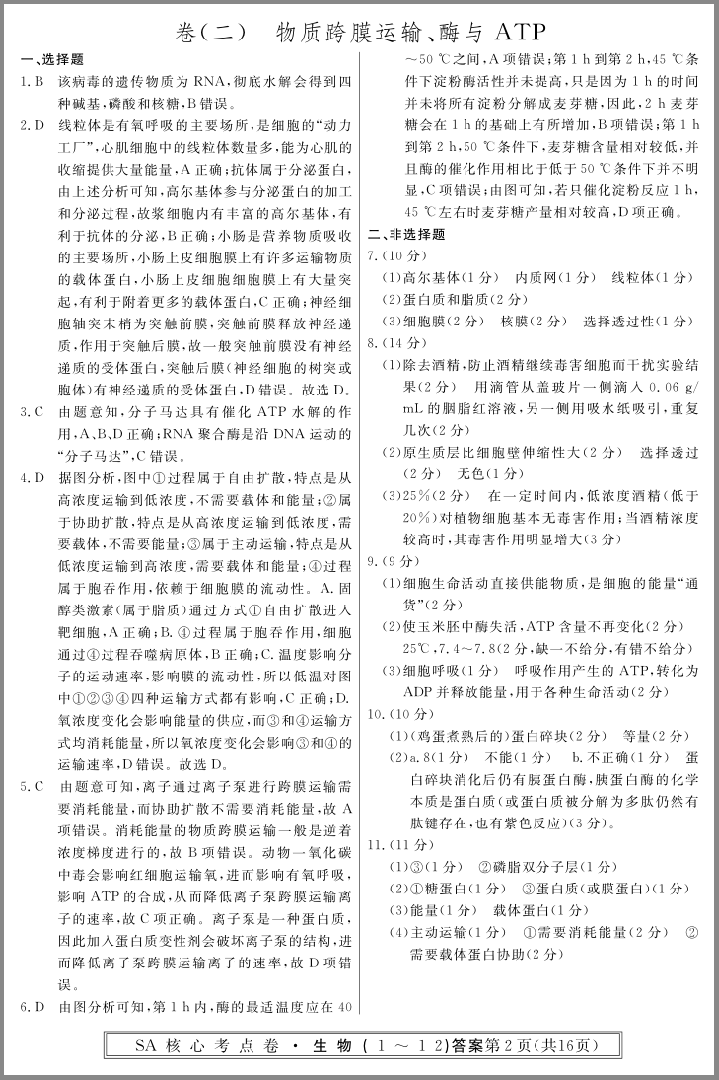 卷(二) 物质跨膜运输、酶与 ATP
一、选择题
1. B 该病毒的遗传物质为 RNA,彻底水解会得到四
种碱基,磷酸和核糖,B 错误。
2. D 线粒体是有氧呼吸的主要场所,是细胞的“动力
工厂”,心肌细胞中的线粒体数量多,能为心肌的
收缩提供大量能量,A 正确;抗体属于分泌蛋白,
由上述分析可知,高尔基体参与分泌蛋白的加工
和分泌过程,故浆细胞内有丰富的高尔基体,有
利于抗体的分泌,B 正确;小肠是营养物质吸收
的主要场所,小肠上皮细胞膜上有许多运输物质
的载体蛋白,小肠上皮细胞细胞膜上有大量突
起,有利于附着更多的载体蛋白,C 正确;神经细
胞轴突末梢为突触前膜,突触前膜释放神经递
质,作用于突触后膜,故一般突触前膜没有神经
递质的受体蛋白,突触后膜(神经细胞的树突或
胞体)有神经递质的受体蛋白,D 错误。故选 D。
3. C 由题意知,分子马达具有催化 ATP 水解的作
用,A、B、D 正确;RNA 聚合酶是沿 DNA 运动的
“分子马达”,C 错误。
4. D 据图分析,图中①过程属于自由扩散,特点是从
高浓度运输到低浓度,不需要载体和能量;②属
于协助扩散,特点是从高浓度运输到低浓度,需
要载体,不需要能量;③属于主动运输,特点是从
低浓度运输到高浓度,需要载体和能量;④过程
属于胞吞作用,依赖于细胞膜的流动性。A. 固
醇类激素(属于脂质)通过方式①自由扩散进入
靶细胞,A 正确;B. ④过程属于胞吞作用,细胞
通过④过程吞噬病原体,B 正确;C. 温度影响分
子的运动速率,影响膜的流动性,所以低温对图
中①②③④四种运输方式都有影响,C 正确;D.
氧浓度变化会影响能量的供应,而③和④运输方
式均消耗能量,所以氧浓度变化会影响③和④的
运输速率,D 错误。故选 D。
5. C 由题意可知,离子通过离子泵进行跨膜运输需
要消耗能量,而协助扩散不需要消耗能量,故 A
项错误。消耗能量的物质跨膜运输一般是逆着
浓度梯度进行的,故 B 项错误。动物一氧化碳
中毒会影响红细胞运输氧,进而影响有氧呼吸,
影响 ATP 的合成,从而降低离子泵跨膜运输离
子的速率,故 C 项正确。离子泵是一种蛋白质,
因此加入蛋白质变性剂会破坏离子泵的结构,进
而降低离子泵跨膜运输离子的速率,故 D 项错
误。
6. D 由图分析可知,第 1 h 内,酶的最适温度应在 40
~50 ℃之间,A 项错误;第 1 h 到第 2 h,45 ℃条
件下淀粉酶活性并未提高,只是因为 1 h 的时间
并未将所有淀粉分解成麦芽糖,因此,2 h 麦芽
糖会在 1 h 的基础上有所增加,B 项错误;第 1 h
到第 2 h,50 ℃条件下,麦芽糖含量相对较低,并
且酶的催化作用相比于低于 50 ℃条件下并不明
显,C 项错误;由图可知,若只催化淀粉反应 1 h,
45 ℃左右时麦芽糖产量相对较高,D 项正确。
二、非选择题
7. (10 分)
(1)高尔基体(1 分) 内质网(1 分) 线粒体(1 分)
(2)蛋白质和脂质(2 分)
(3)细胞膜(2 分) 核膜(2 分) 选择透过性(1 分)
8. (14 分)
(1)除去酒精,防止酒精继续毒害细胞而干扰实验结
果(2 分) 用滴管从盖玻片一侧滴入 0.06 g/
mL 的胭脂红溶液,另一侧用吸水纸吸引,重复
几次(2 分)
(2)原生质层比细胞壁伸缩性大(2 分) 选择透过
(2 分) 无色(1 分)
(3)25%(2 分) 在一定时间内,低浓度酒精(低于
20%)对植物细胞基本无毒害作用;当酒精浓度
较高时,其毒害作用明显增大(3 分)
9. (9 分)
(1)细胞生命活动直接供能物质,是细胞的能量“通
货”(2 分)
(2)使玉米胚中酶失活,ATP 含量不再变化(2 分)
25℃,7.4~7.8(2 分,缺一不给分,有错不给分)
(3)细胞呼吸(1 分) 呼吸作用产生的 ATP,转化为
ADP 并释放能量,用于各种生命活动(2 分)
10. (10 分)
(1)(鸡蛋煮熟后的)蛋白碎块(2 分) 等量(2 分)
(2)a. 8(1 分) 不能(1 分) b. 不正确(1 分) 蛋
白碎块消化后仍有胰蛋白酶,胰蛋白酶的化学
本质是蛋白质(或蛋白质被分解为多肽仍然有
肽键存在,也有紫色反应)(3 分)。
11. (11 分)
(1)③(1 分) ②磷脂双分子层(1 分)
(2)①糖蛋白(1 分) ③蛋白质(或膜蛋白)(1 分)
(3)能量(1 分) 载体蛋白(1 分)
(4)主动运输(1 分) ①需要消耗能量(2 分) ②
需要载体蛋白协助(2 分)
SA 核心考点卷·生物(1~12)答案第2页(共16页)